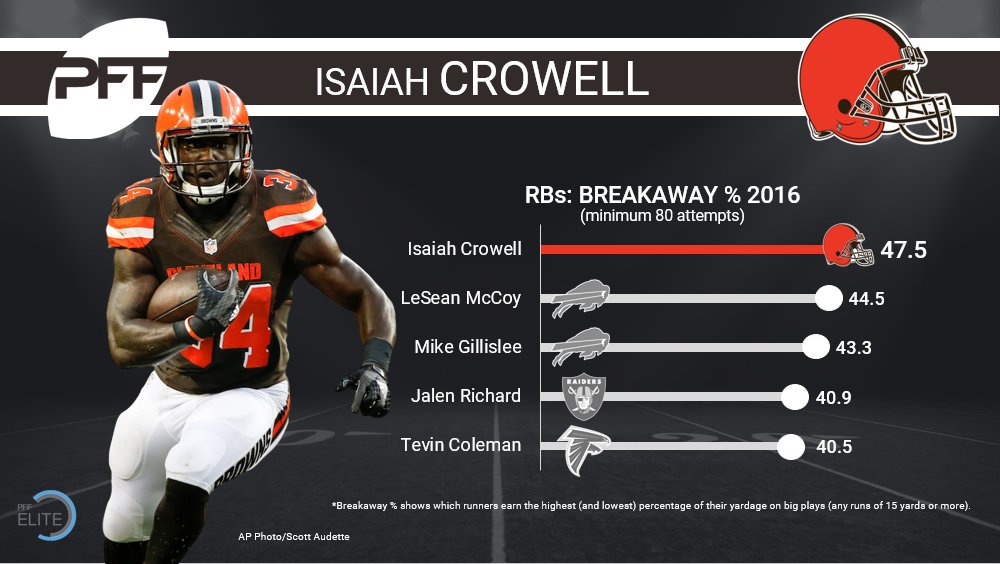 PFF
ISAIAH CROWELL
BROWNS
34
CLEVELAND
34
BROWNS
RBs: BREAKAWAY % 2016
(minimum 80 attempts)
Isaiah Crowell 47.5
LeSean McCoy 44.5
Mike Gillislee 43.3
RAIDERS
Jalen Richard 40.9
Tevin Coleman 40.5
*Breakaway % shows which runners earn the highest (and lowest) percentage of their yardage on big plays (any runs of 15 yards or more).
PFF
ELITE
AP Photo/Scott Audette